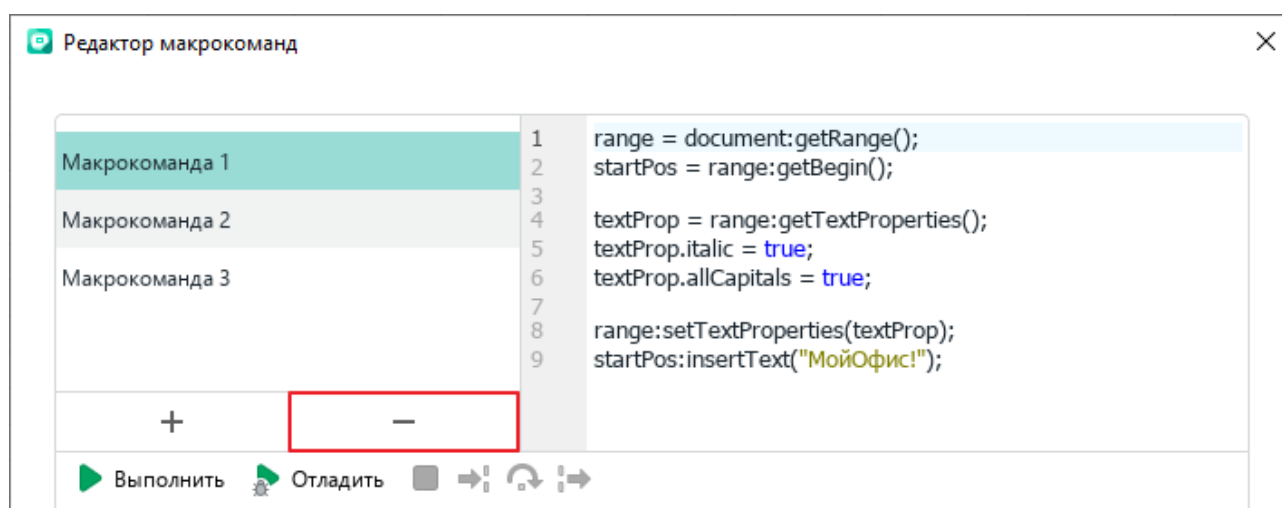 Редактор макрокоманд
Макрокоманда 1
Макрокоманда 2
Макрокоманда 3
1 range = document:getRange();
2 startPos = range:getBegin();
3
4 textProp = range:getTextProperties();
5 textProp.italic = true;
6 textProp.allCapitals = true;
7
8 range:setTextProperties(textProp);
9 startPos:insertText("МойОфис!");
+ −
Выполнить Отладить